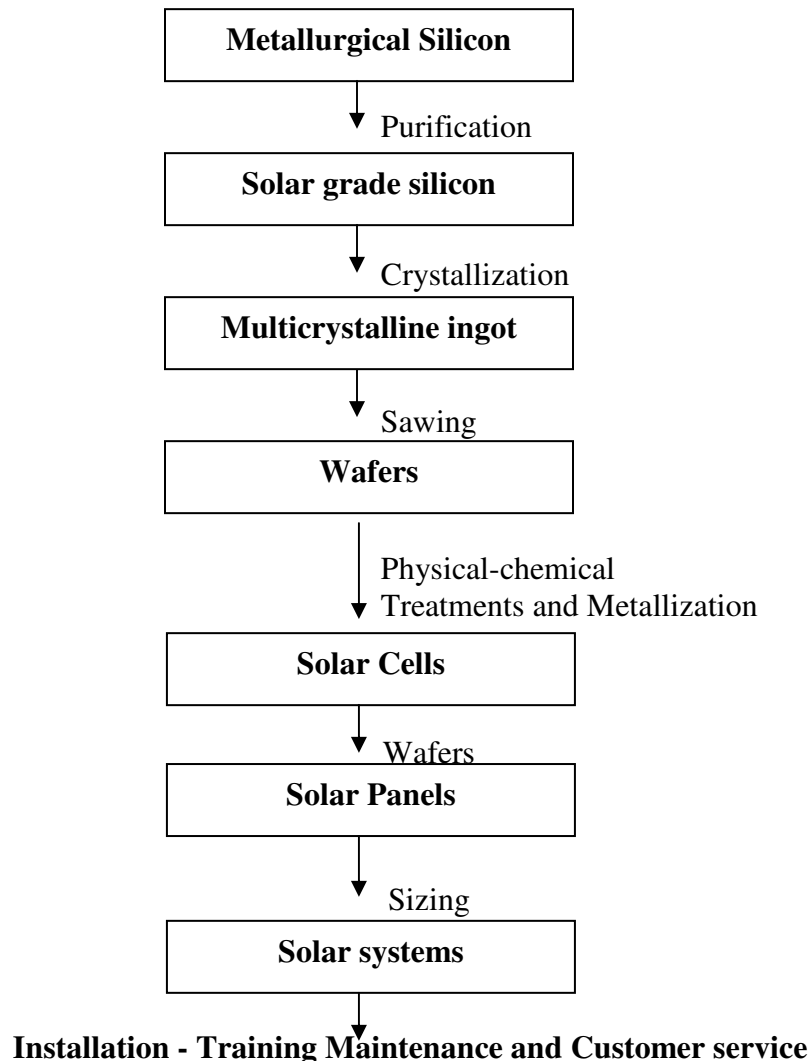 Metallurgical Silicon
Purification
Solar grade silicon
Crystallization
Multicrystalline ingot
Sawing
Wafers
Physical-chemical
Treatments and Metallization
Solar Cells
Wafers
Solar Panels
Sizing
Solar systems
Installation - Training Maintenance and Customer service